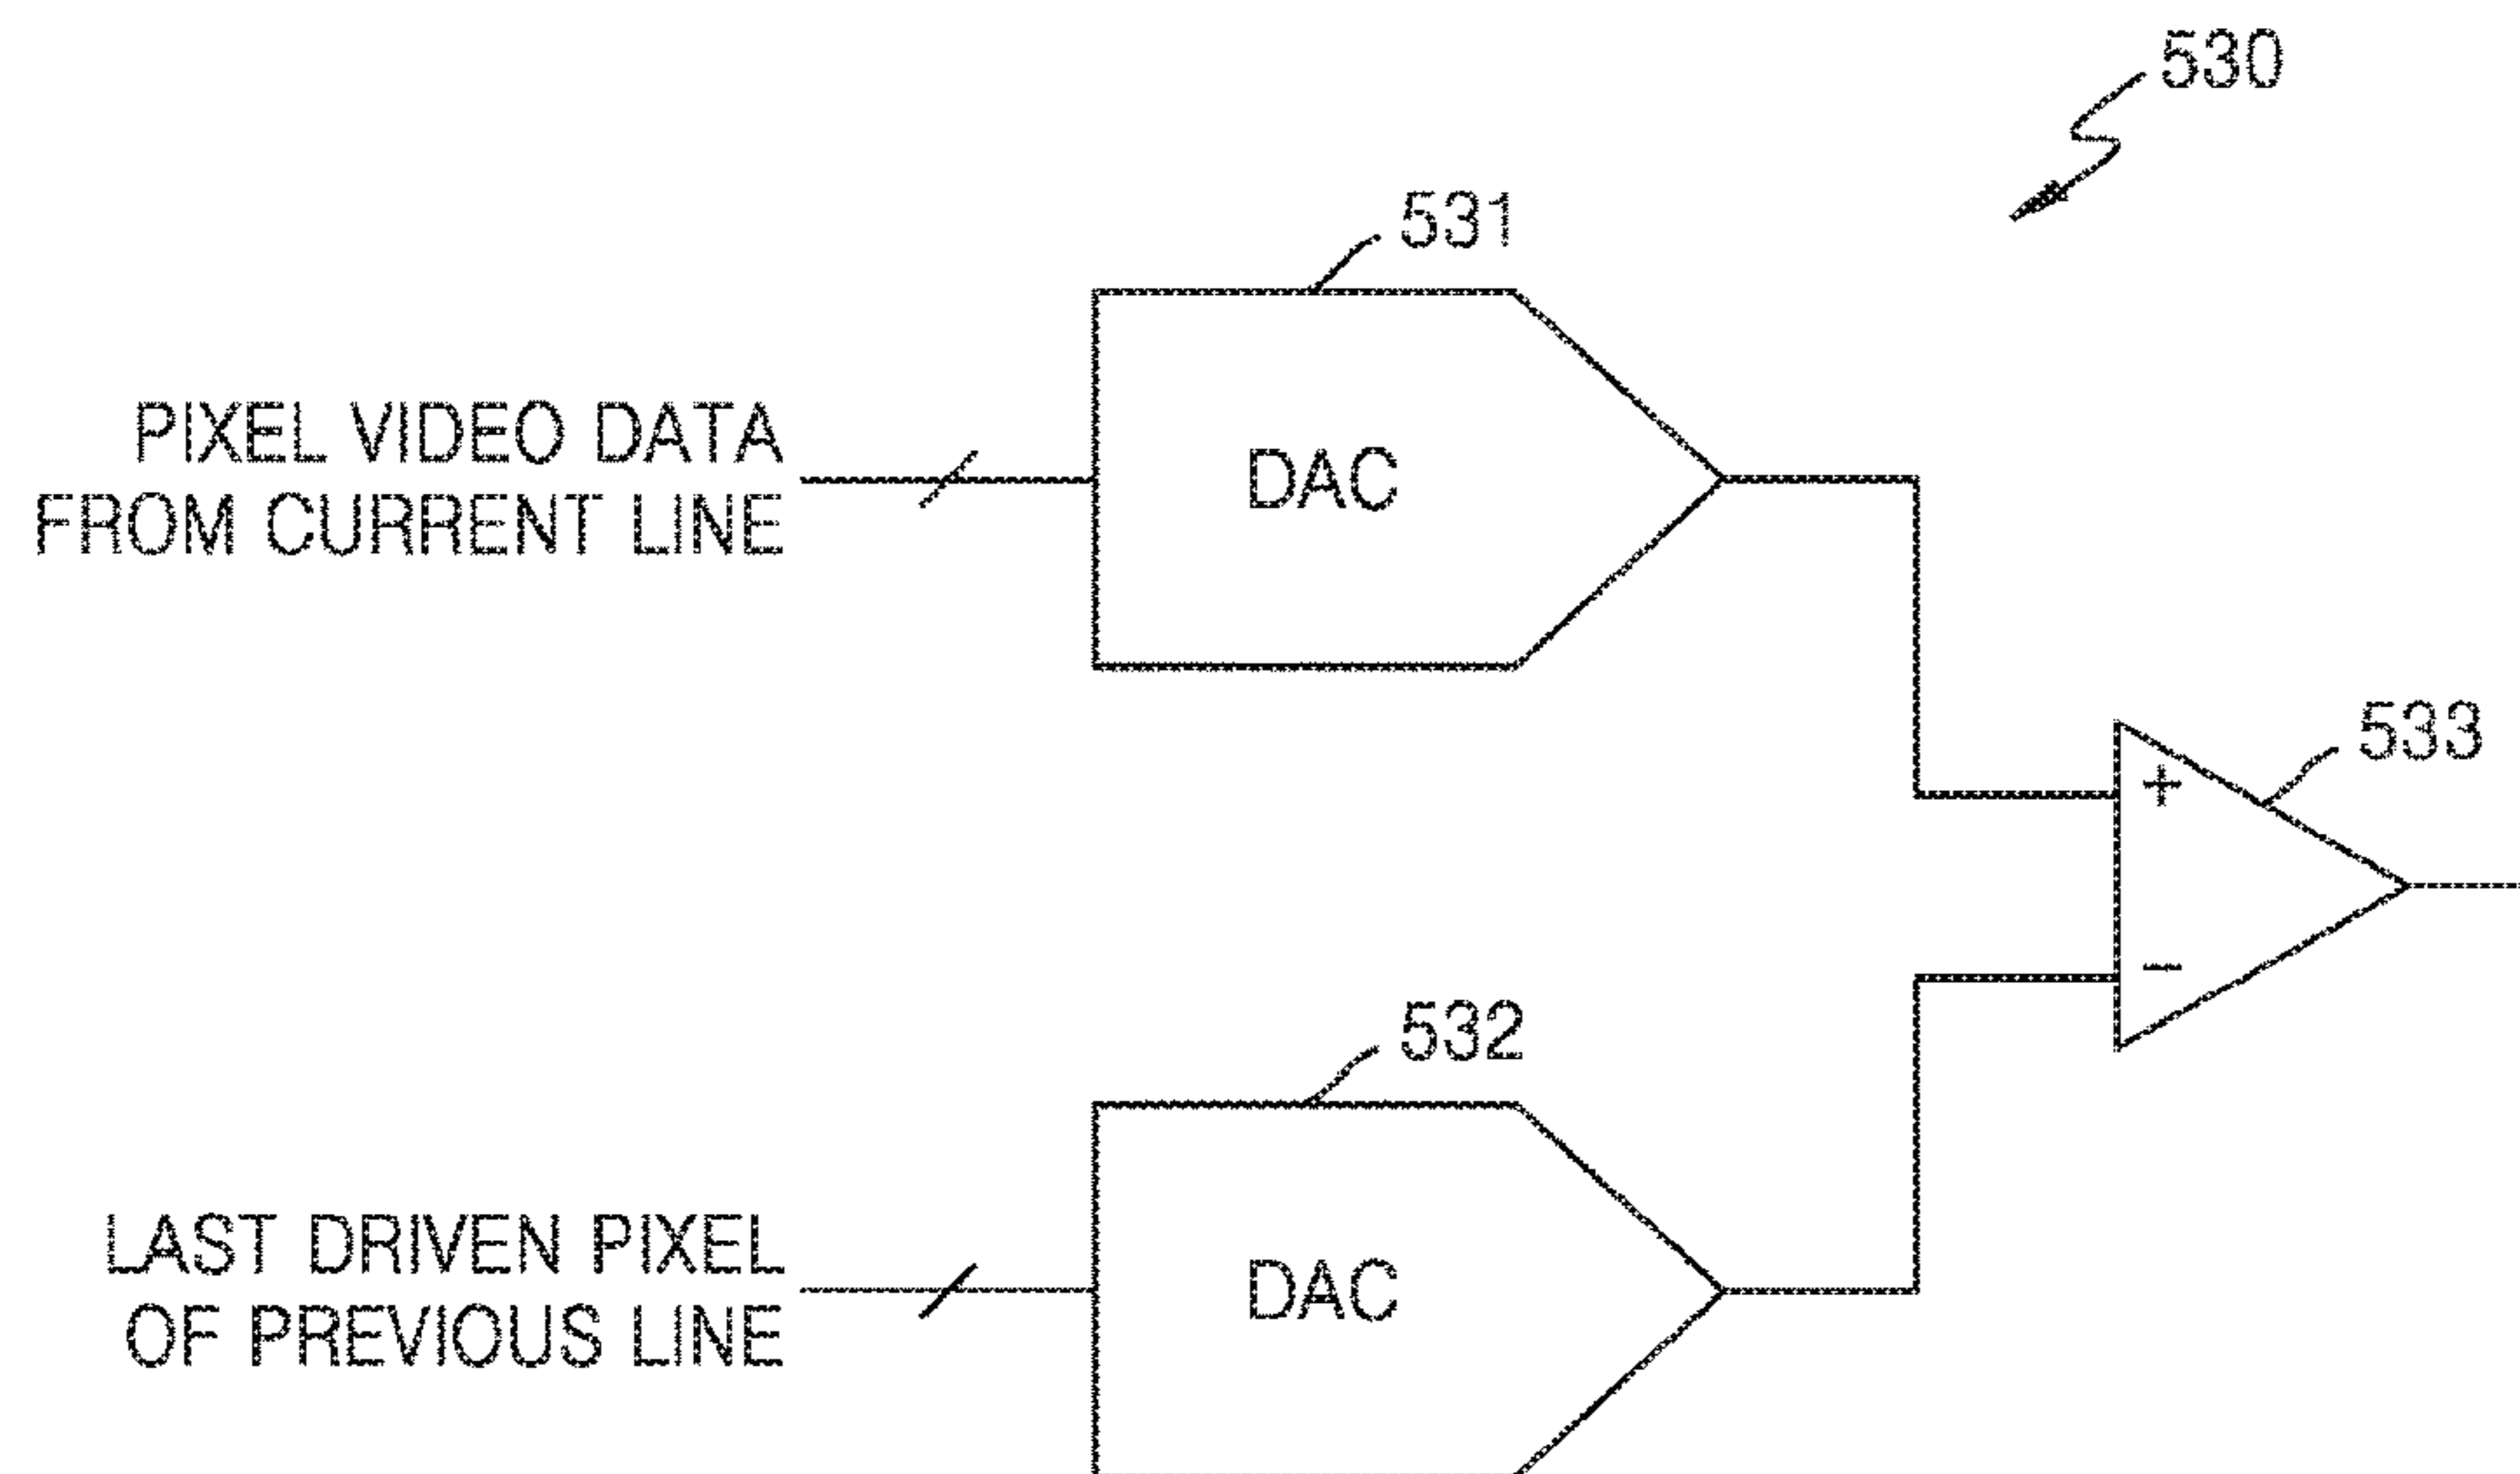 530
531
PIXEL VIDEO DATA
FROM CURRENT LINE
DAC
533
+
−
532
LAST DRIVEN PIXEL
OF PREVIOUS LINE
DAC